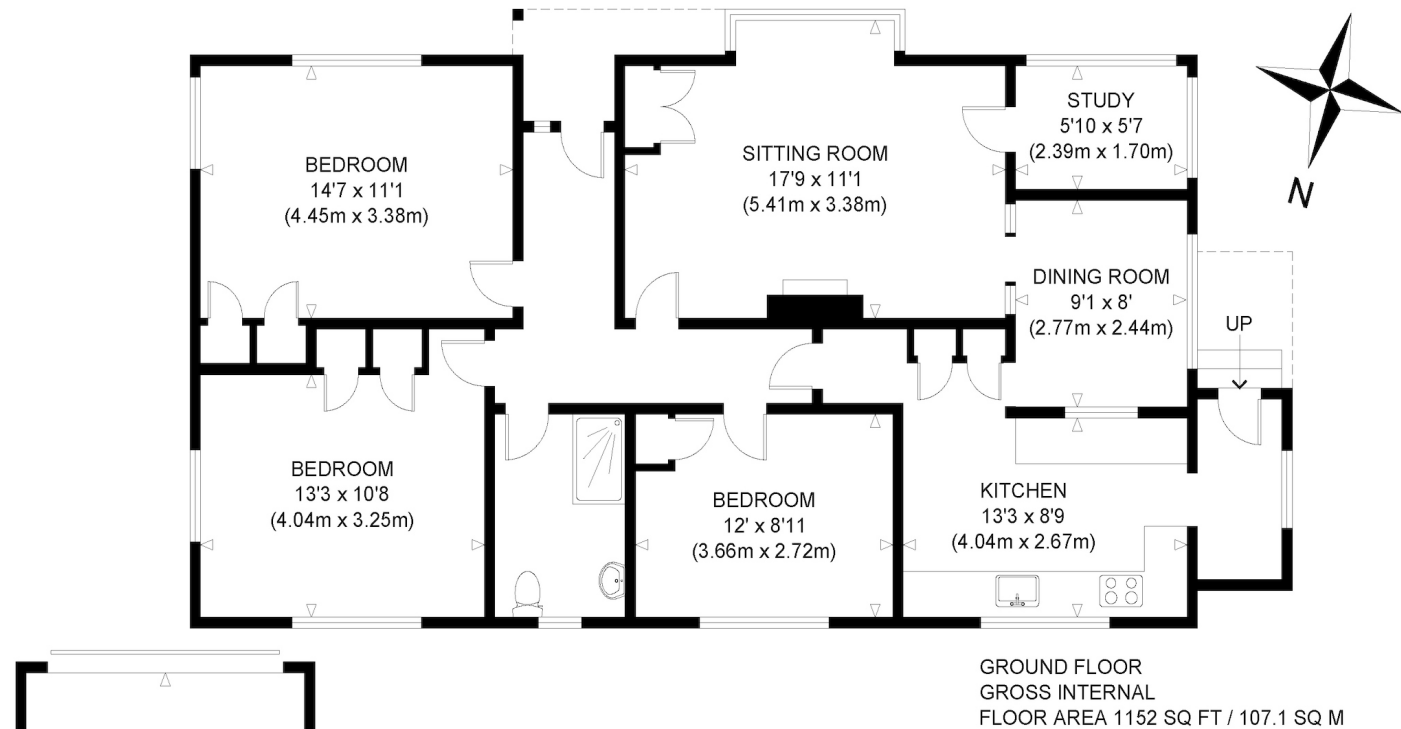 BEDROOM
14'7 x 11'1
(4.45m x 3.38m)
SITTING ROOM
17'9 x 11'1
(5.41m x 3.38m)
STUDY
5'10 x 5'7
(2.39m x 1.70m)
N
DINING ROOM
9'1 x 8'
(2.77m x 2.44m)
UP
BEDROOM
13'3 x 10'8
(4.04m x 3.25m)
BEDROOM
12' x 8'11
(3.66m x 2.72m)
KITCHEN
13'3 x 8'9
(4.04m x 2.67m)
GROUND FLOOR
GROSS INTERNAL
FLOOR AREA 1152 SQ FT / 107.1 SQ M